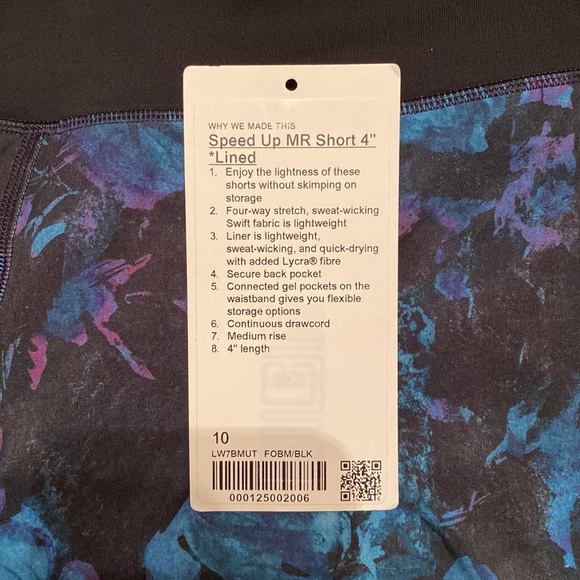 WHY WE MADE THIS
Speed Up MR Short 4"
*Lined
1. Enjoy the lightness of these
shorts without skimping on
storage
2. Four-way stretch, sweat-wicking
Swift fabric is lightweight
3. Liner is lightweight,
sweat-wicking, and quick-drying
with added Lycra® fibre
4. Secure back pocket
5. Connected gel pockets on the
waistband gives you flexible
storage options
6. Continuous drawcord
7. Medium rise
8. 4" length
10
LW7BMUT FOBM/BLK
000125002006